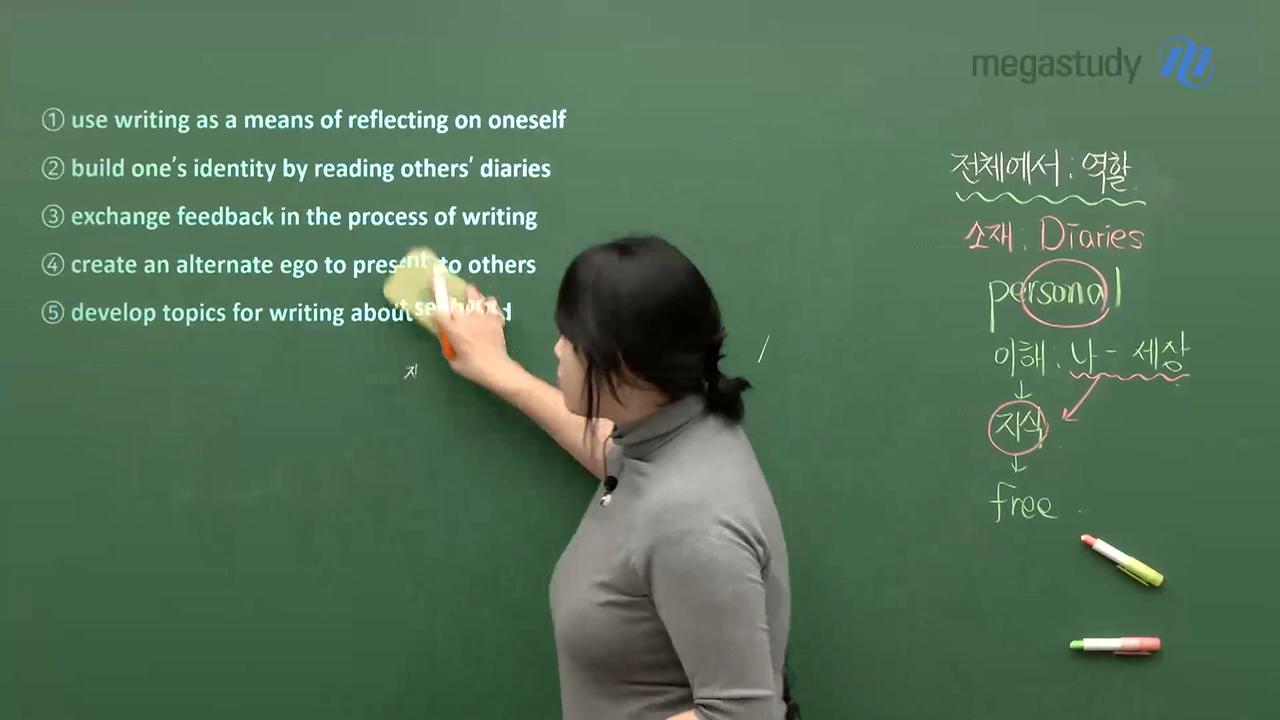 megastudy
① use writing as a means of reflecting on oneself
② build one's identity by reading others' diaries
③ exchange feedback in the process of writing
④ create an alternate ego to present to others
⑤ develop topics for writing about
전체에서 : 역할
소재 : Diaries
personal
이해 : 나 - 세상
↓
지식
↓
free
지